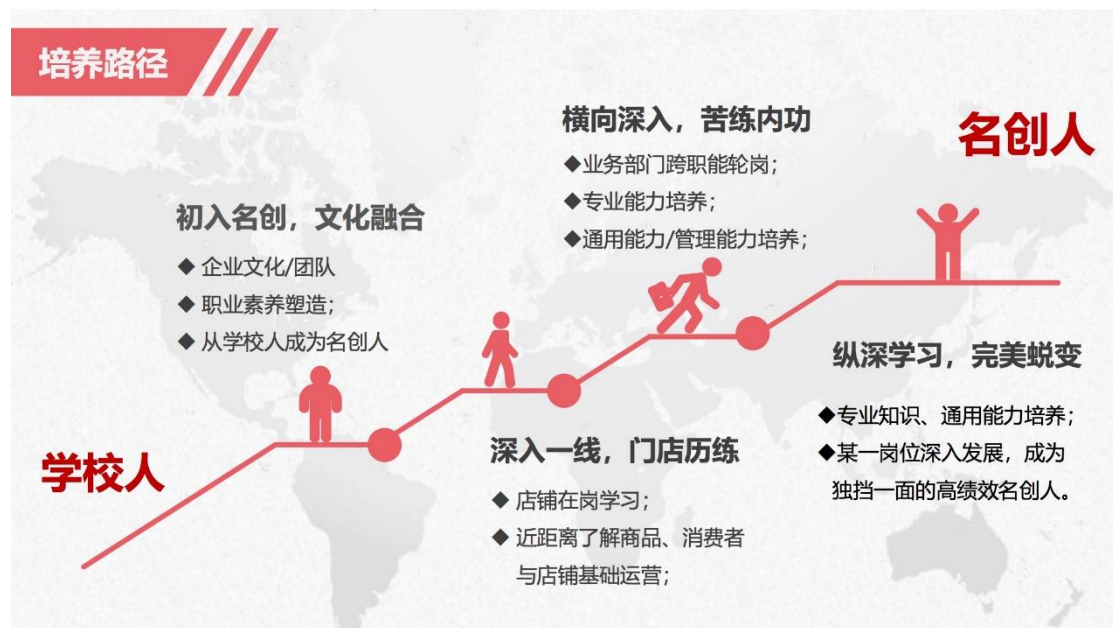 培养路径
学校人
初入名创，文化融合
◆ 企业文化/团队
◆ 职业素养塑造；
◆ 从学校人成为名创人
深入一线，门店历练
◆ 店铺在岗学习；
◆ 近距离了解商品、消费者
与店铺基础运营；
横向深入，苦练内功
◆业务部门跨职能轮岗；
◆专业能力培养；
◆通用能力/管理能力培养；
名创人
纵深学习，完美蜕变
◆专业知识、通用能力培养；
◆某一岗位深入发展，成为
独挡一面的高绩效名创人。